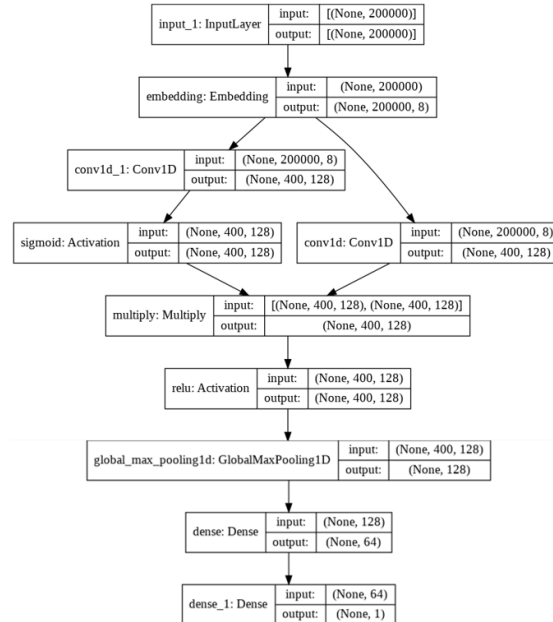 input_1: InputLayer
input: [(None, 200000)]
output: [(None, 200000)]
embedding: Embedding
input: (None, 200000)
output: (None, 200000, 8)
conv1d_1: Conv1D
input: (None, 200000, 8)
output: (None, 400, 128)
sigmoid: Activation
input: (None, 400, 128)
output: (None, 400, 128)
conv1d: Conv1D
input: (None, 200000, 8)
output: (None, 400, 128)
multiply: Multiply
input: [(None, 400, 128), (None, 400, 128)]
output: (None, 400, 128)
relu: Activation
input: (None, 400, 128)
output: (None, 400, 128)
global_max_pooling1d: GlobalMaxPooling1D
input: (None, 400, 128)
output: (None, 128)
dense: Dense
input: (None, 128)
output: (None, 64)
dense_1: Dense
input: (None, 64)
output: (None, 1)